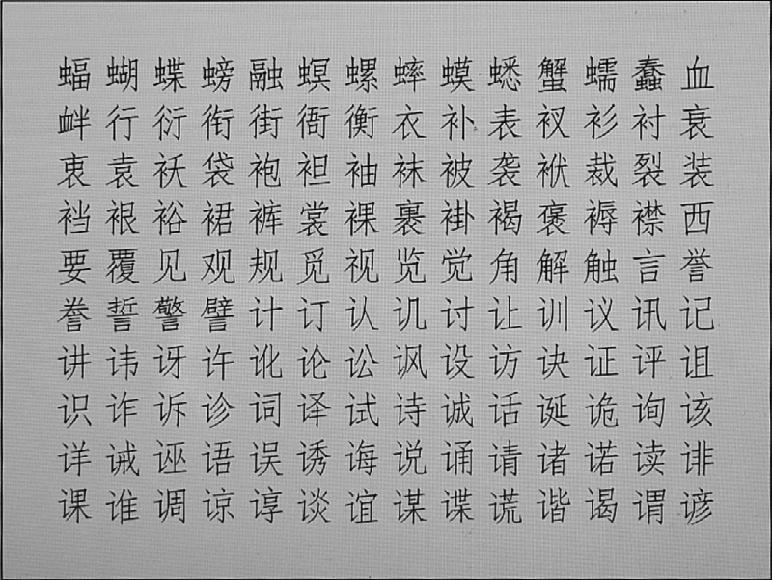 蝠蝴蝶螃融螟螺蟀蟆蟋蟹蠕蠢血
衅行衍衔街衙衡衣补表衩衫衬衰
衷袁袄袋袍袒袖袜被袭袱裁裂装
裆裉裕裙裤裳裸裹褂褐褒褥襟西
要覆见观规觅视览觉角解触言誉
誊誓警譬计订认讥讨让训议讯记
讲讳讶许讹论讼讽设访诀证评诅
识诈诉诊词译试诗诚话诞诡询该
详诫诬语误诱诲说诵请诸诺读诽
课谁调谅谆谈谊谋谍谎谐谒谓谚